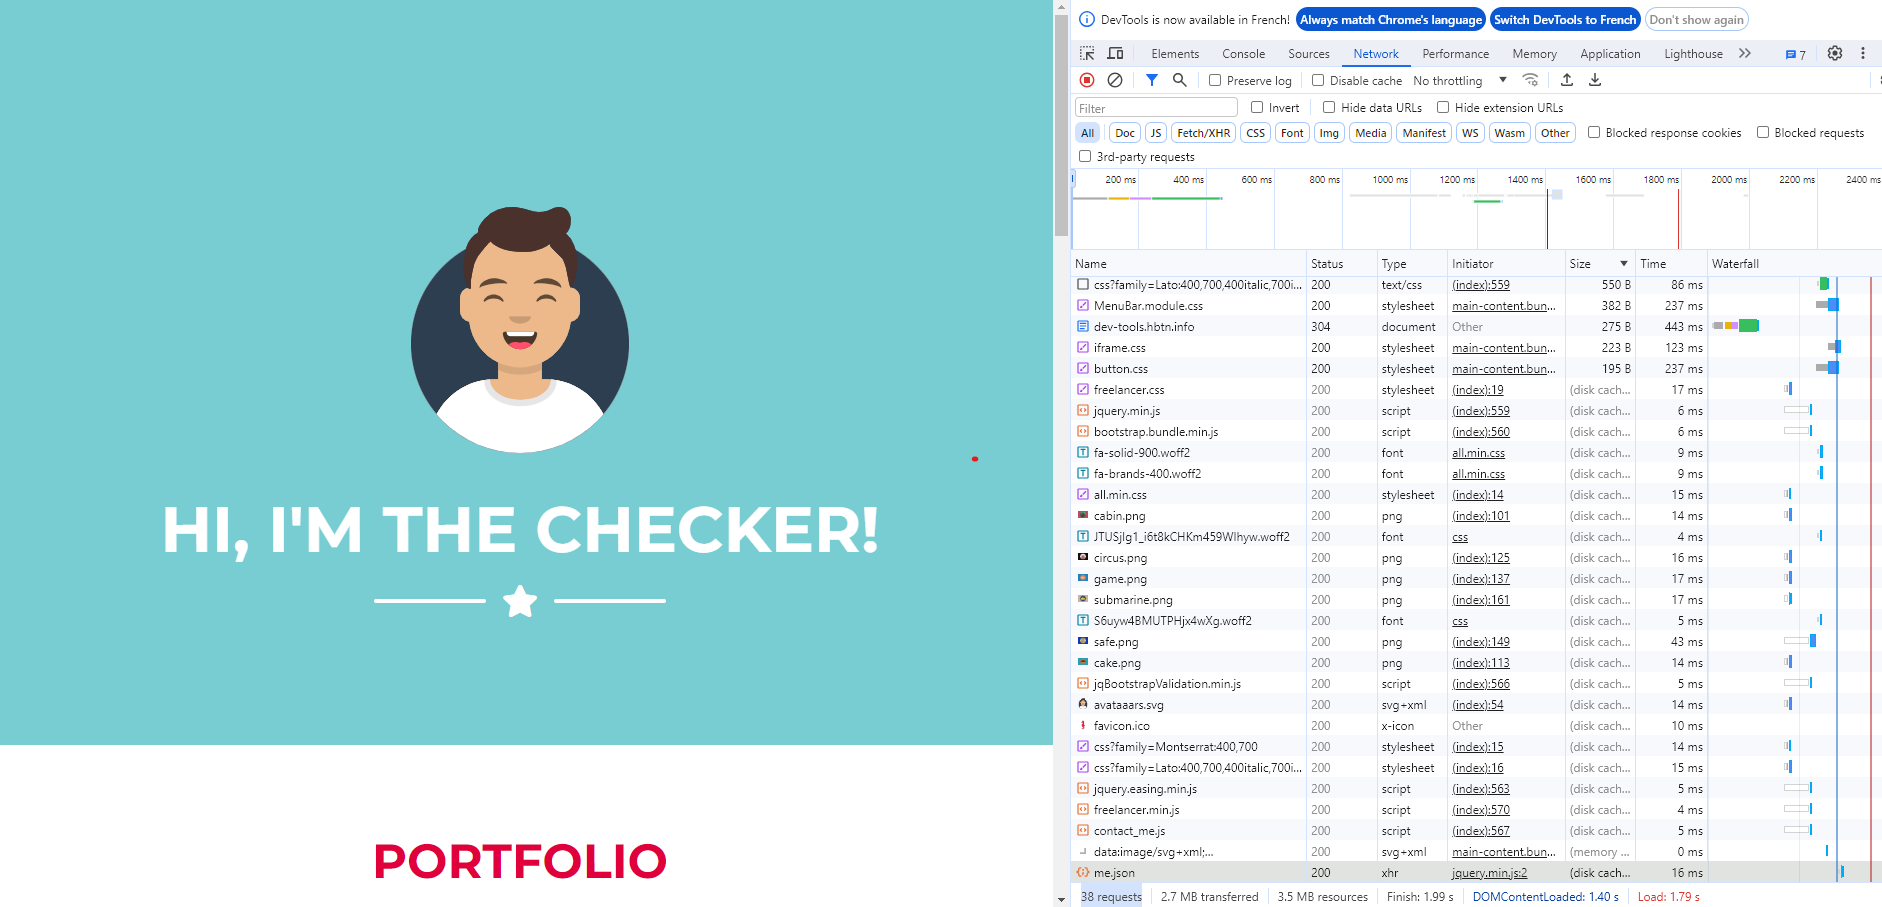 HI, I'M THE CHECKER!
PORTFOLIO
DevTools is now available in French! Always match Chrome's language Switch DevTools to French Don't show again
Elements Console Sources Network Performance Memory Application Lighthouse 7
Preserve log Disable cache No throttling
Filter Invert Hide data URLs Hide extension URLs
All Doc JS Fetch/XHR CSS Font Img Media Manifest WS Wasm Other Blocked response cookies Blocked requests
3rd-party requests
200 ms 400 ms 600 ms 800 ms 1000 ms 1200 ms 1400 ms 1600 ms 1800 ms 2000 ms 2200 ms 2400 ms
Name Status Type Initiator Size Time Waterfall
css?family=Lato:400,700,400italic,700i... 200 text/css (index):559 550 B 86 ms
MenuBar.module.css 200 stylesheet main-content.bun... 382 B 237 ms
dev-tools.hbtn.info 304 document Other 275 B 443 ms
iframe.css 200 stylesheet main-content.bun... 223 B 123 ms
button.css 200 stylesheet main-content.bun... 195 B 237 ms
freelancer.css 200 stylesheet (index):19 (disk cach... 17 ms
jquery.min.js 200 script (index):559 (disk cach... 6 ms
bootstrap.bundle.min.js 200 script (index):560 (disk cach... 6 ms
fa-solid-900.woff2 200 font all.min.css (disk cach... 9 ms
fa-brands-400.woff2 200 font all.min.css (disk cach... 9 ms
all.min.css 200 stylesheet (index):14 (disk cach... 15 ms
cabin.png 200 png (index):101 (disk cach... 14 ms
JTUSjIg1_i6t8kCHKm459Wlhyw.woff2 200 font css (disk cach... 4 ms
circus.png 200 png (index):125 (disk cach... 16 ms
game.png 200 png (index):137 (disk cach... 17 ms
submarine.png 200 png (index):161 (disk cach... 17 ms
S6uyw4BMUTPHjx4wXg.woff2 200 font css (disk cach... 5 ms
safe.png 200 png (index):149 (disk cach... 43 ms
cake.png 200 png (index):113 (disk cach... 14 ms
jqBootstrapValidation.min.js 200 script (index):566 (disk cach... 5 ms
avataaars.svg 200 svg+xml (index):54 (disk cach... 14 ms
favicon.ico 200 x-icon Other (disk cach... 10 ms
css?family=Montserrat:400,700 200 stylesheet (index):15 (disk cach... 14 ms
css?family=Lato:400,700,400italic,700i... 200 stylesheet (index):16 (disk cach... 15 ms
jquery.easing.min.js 200 script (index):563 (disk cach... 5 ms
freelancer.min.js 200 script (index):570 (disk cach... 4 ms
contact_me.js 200 script (index):567 (disk cach... 5 ms
data:image/svg+xml;... 200 svg+xml main-content.bun... (memory ... 0 ms
me.json 200 xhr jquery.min.js:2 (disk cach... 16 ms
38 requests 2.7 MB transferred 3.5 MB resources Finish: 1.99 s DOMContentLoaded: 1.40 s Load: 1.79 s